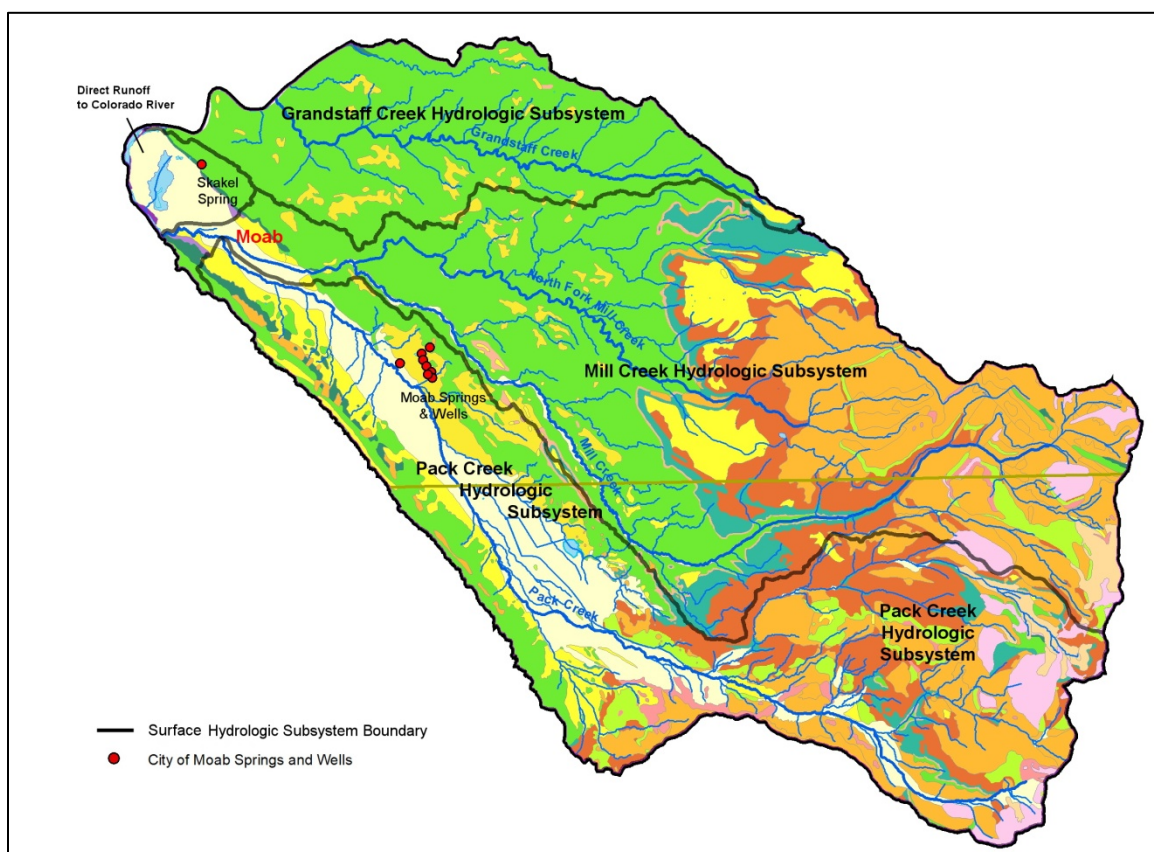 Direct Runoff
to Colorado River
Grandstaff Creek Hydrologic Subsystem
Grandstaff Creek
Skakel
Spring
Moab
North Fork Mill Creek
Mill Creek Hydrologic Subsystem
Moab Springs
& Wells
Mill Creek
Pack Creek
Hydrologic
Subsystem
Pack Creek
Pack Creek
Hydrologic
Subsystem
Surface Hydrologic Subsystem Boundary
City of Moab Springs and Wells